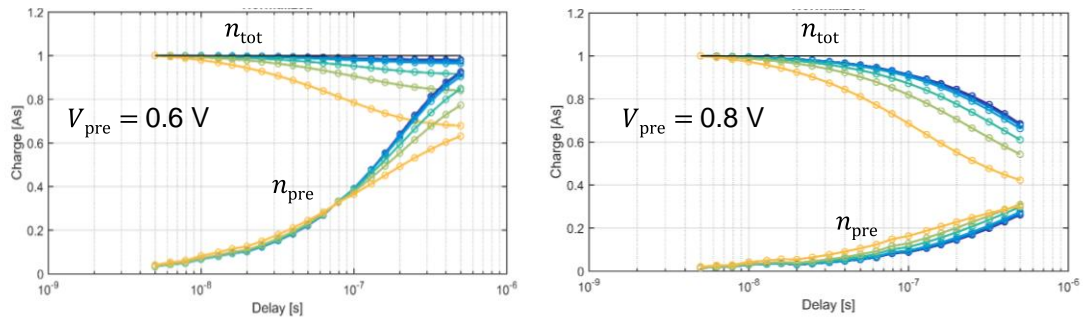 1.2
1
0.8
0.6
0.4
0.2
0
Charge [As]
n_tot
V_pre = 0.6 V
n_pre
10^-9
10^-8
10^-7
10^-6
Delay [s]
1.2
1
0.8
0.6
0.4
0.2
0
Charge [As]
n_tot
V_pre = 0.8 V
n_pre
10^-9
10^-8
10^-7
10^-6
Delay [s]